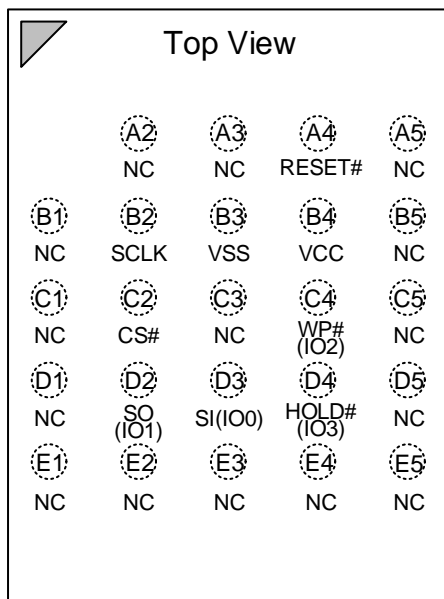 Top View
A2 A3 A4 A5
NC NC RESET# NC
B1 B2 B3 B4 B5
NC SCLK VSS VCC NC
C1 C2 C3 C4 C5
NC CS# NC WP# NC
(IO2)
D1 D2 D3 D4 D5
NC SO SI(IO0) HOLD# NC
(IO1) (IO3)
E1 E2 E3 E4 E5
NC NC NC NC NC